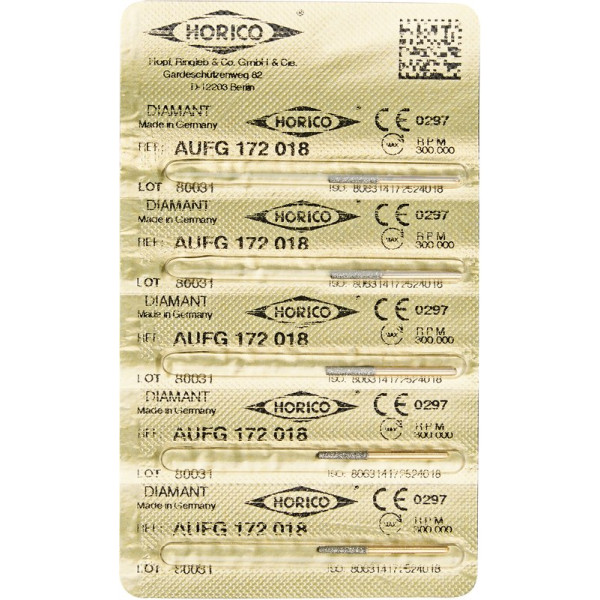 HORICO ®
Hopf, Ringleb & Co. GmbH & Cie.
Gardeschützenweg 82
D-12203 Berlin
DIAMANT
Made in Germany
HORICO ® CE 0297
REF: AUFG 172 018 MAX RPM 300.000
LOT 80031 ISO: 806314172524018
DIAMANT
Made in Germany
HORICO ® CE 0297
REF: AUFG 172 018 MAX RPM 300.000
LOT 80031 ISO: 806314172524018
DIAMANT
Made in Germany
HORICO ® CE 0297
REF: AUFG 172 018 MAX RPM 300.000
LOT 80031 ISO: 806314172524018
DIAMANT
Made in Germany
HORICO ® CE 0297
REF: AUFG 172 018 MAX RPM 300.000
LOT 80031 ISO: 806314172524018
DIAMANT
Made in Germany
HORICO ® CE 0297
REF: AUFG 172 018 MAX RPM 300.000
LOT 80031 ISO: 806314172524018